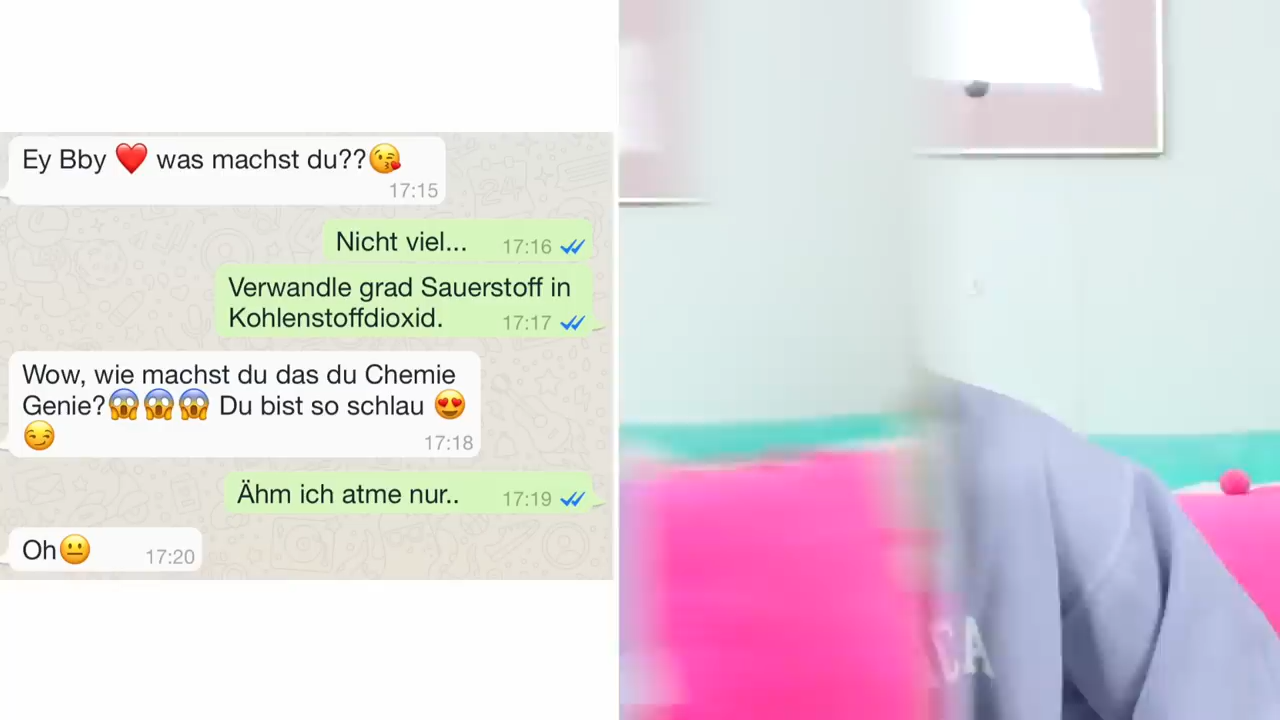 Ey Bby ❤️ was machst du??😘
17:15
Nicht viel... 17:16
Verwandle grad Sauerstoff in
Kohlenstoffdioxid. 17:17
Wow, wie machst du das du Chemie
Genie?😱😱😱 Du bist so schlau 😍
😏 17:18
Ähm ich atme nur.. 17:19
Oh😐 17:20